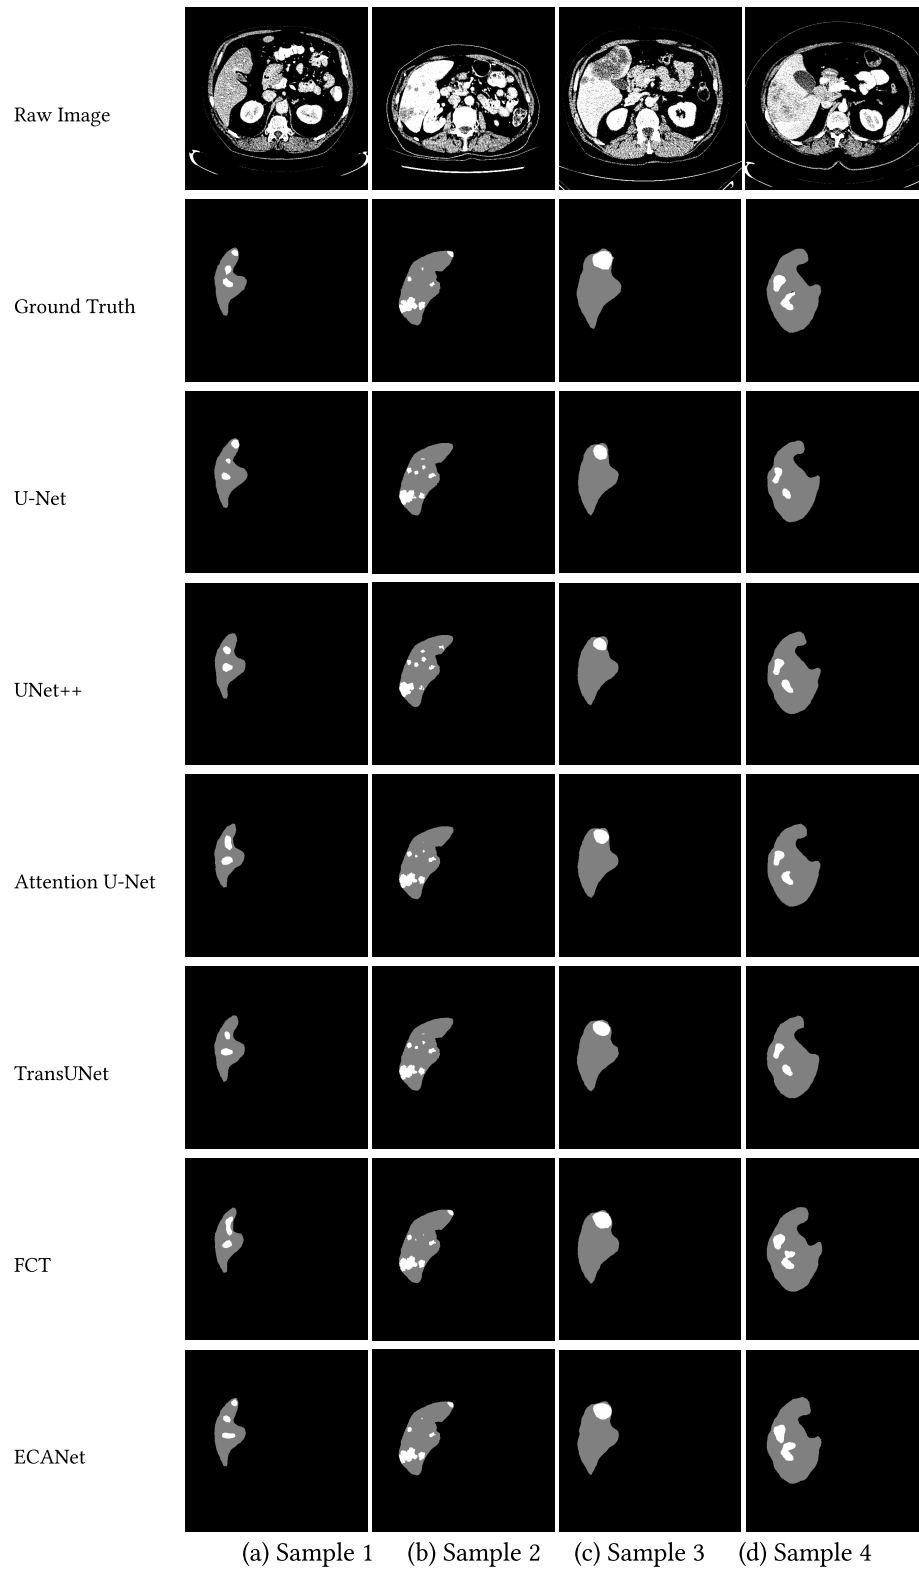 Raw Image
Ground Truth
U-Net
UNet++
Attention U-Net
TransUNet
FCT
ECANet
(a) Sample 1 (b) Sample 2 (c) Sample 3 (d) Sample 4